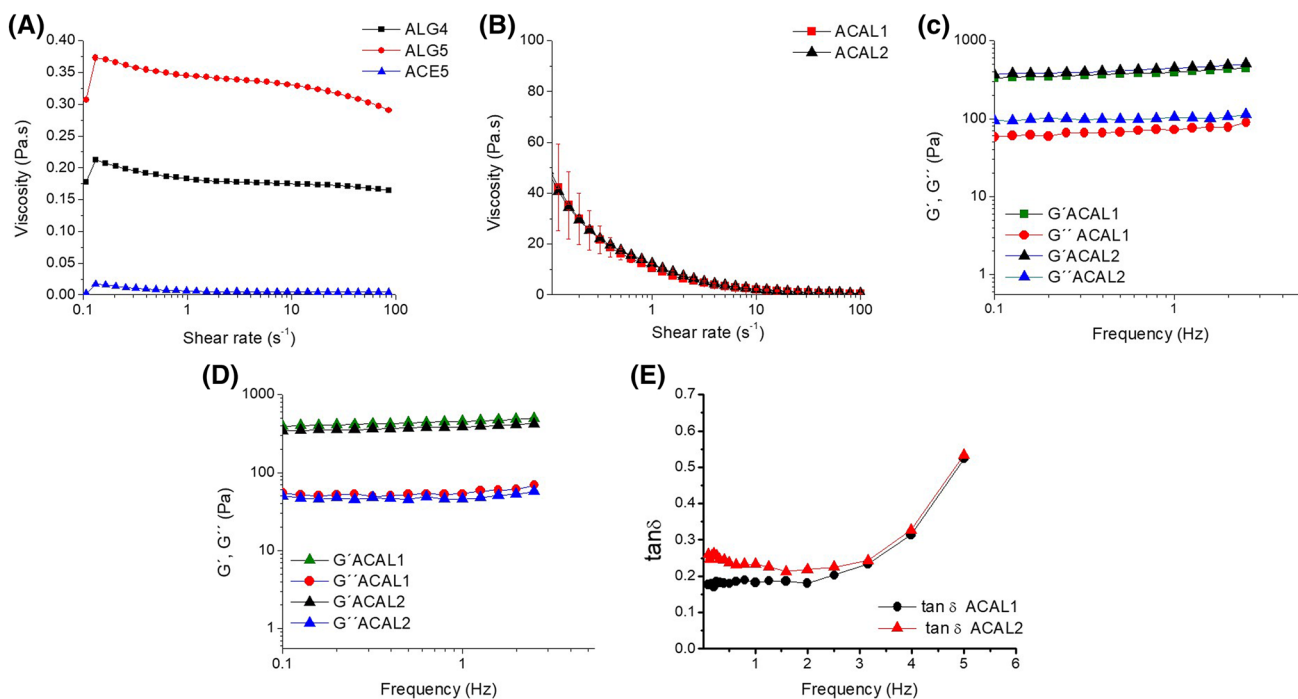 (A)
ALG4
ALG5
ACE5
0.40
0.35
0.30
0.25
0.20
0.15
0.10
0.05
0.00
Viscosity (Pa.s)
0.1 1 10 100
Shear rate (s⁻¹)
(B)
ACAL1
ACAL2
100
80
60
40
20
0
Viscosity (Pa.s)
1 10 100
Shear rate (s⁻¹)
(c)
1000
100
10
1
G´, G´´ (Pa)
G´ACAL1
G´´ ACAL1
G´ACAL2
G´´ACAL2
0.1 1
Frequency (Hz)
(D)
1000
100
10
1
G´, G´´ (Pa)
G´ACAL1
G´´ACAL1
G´ACAL2
G´´ACAL2
0.1 1
Frequency (Hz)
(E)
0.7
0.6
0.5
0.4
0.3
0.2
0.1
0.0
tanδ
tan δ ACAL1
tan δ ACAL2
1 2 3 4 5 6
Frequency (Hz)